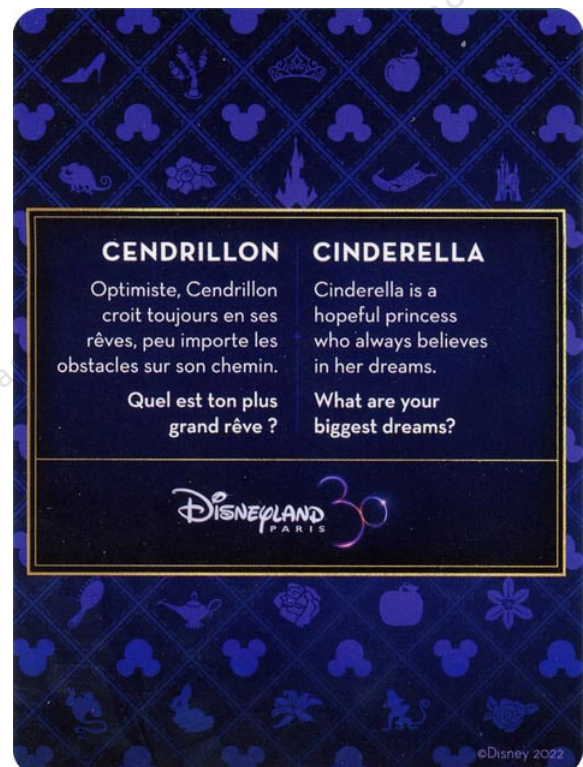 CENDRILLON
Optimiste, Cendrillon
croit toujours en ses
rêves, peu importe les
obstacles sur son chemin.
Quel est ton plus
grand rêve ?
CINDERELLA
Cinderella is a
hopeful princess
who always believes
in her dreams.
What are your
biggest dreams?
DISNEYLAND
PARIS
30
©Disney 2022